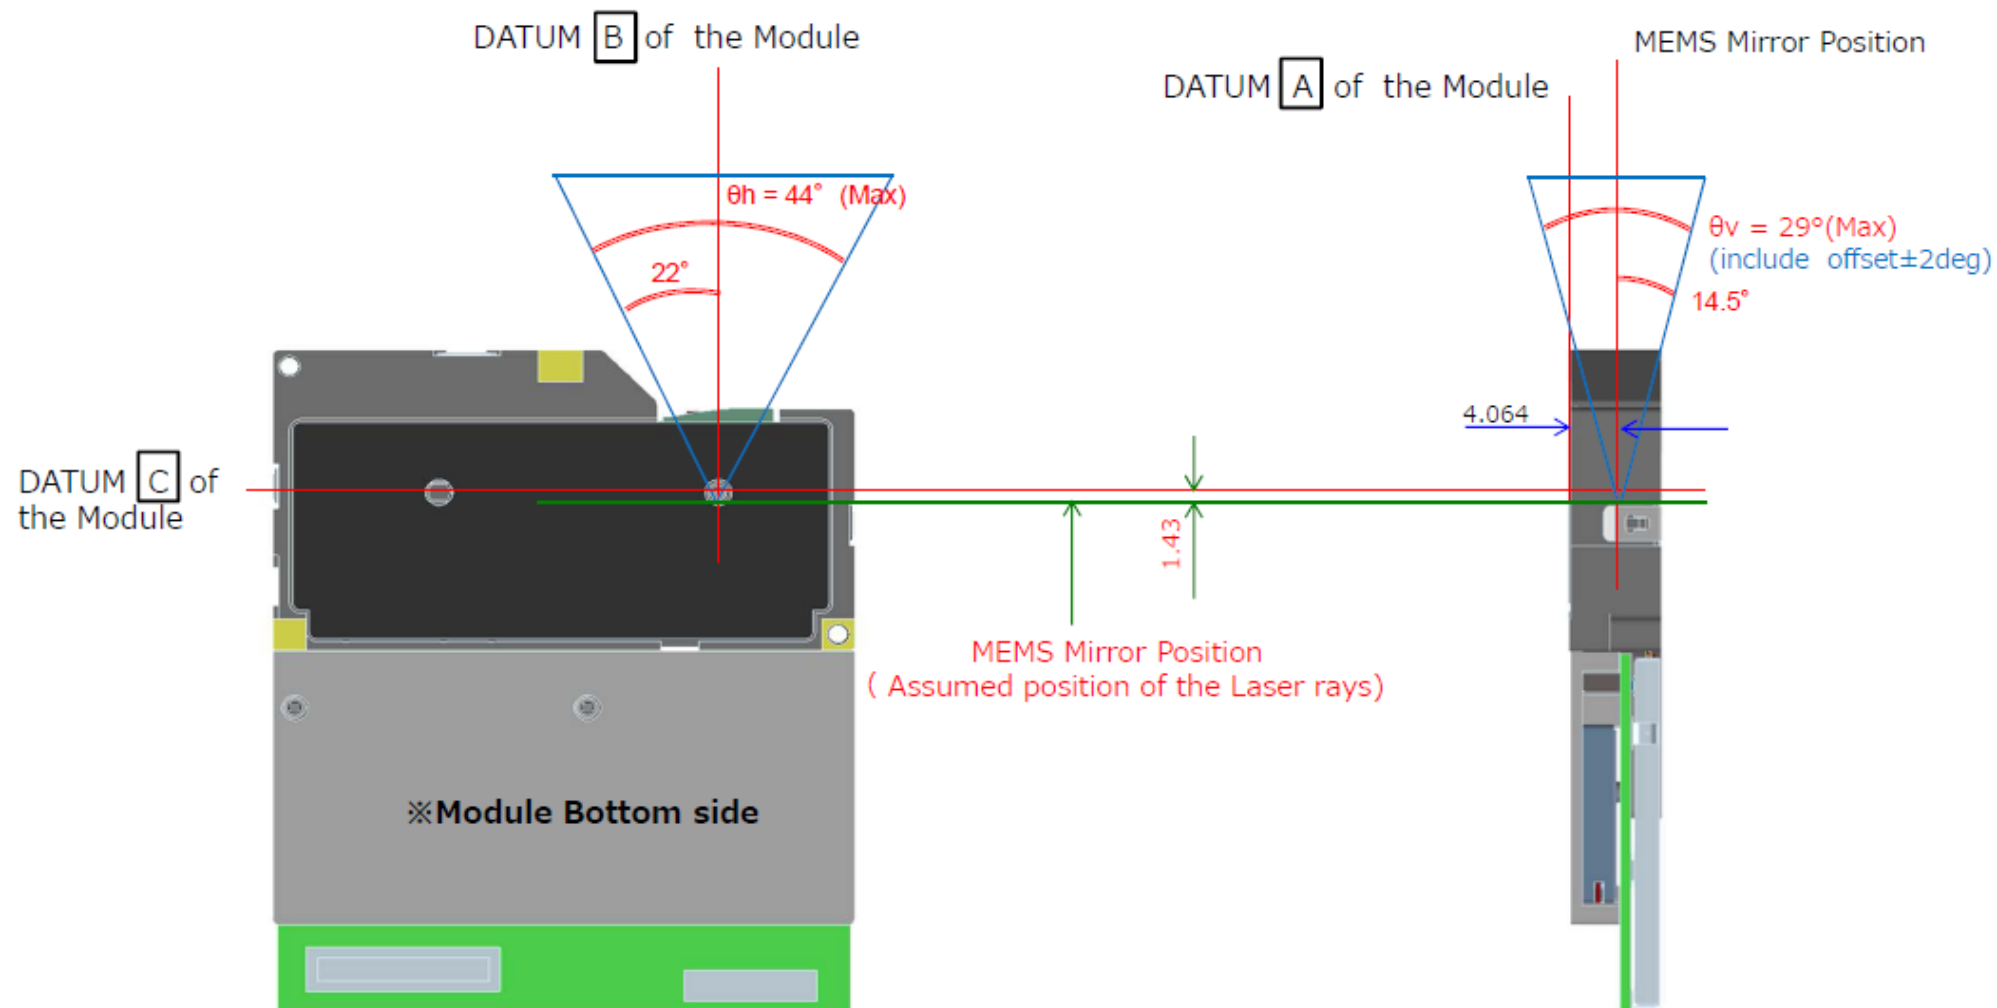 DATUM B of the Module
MEMS Mirror Position
DATUM A of the Module
θh = 44° (Max)
22°
θv = 29°(Max)
(include offset±2deg)
14.5°
4.064
DATUM C of
the Module
1.43
MEMS Mirror Position
( Assumed position of the Laser rays)
※Module Bottom side